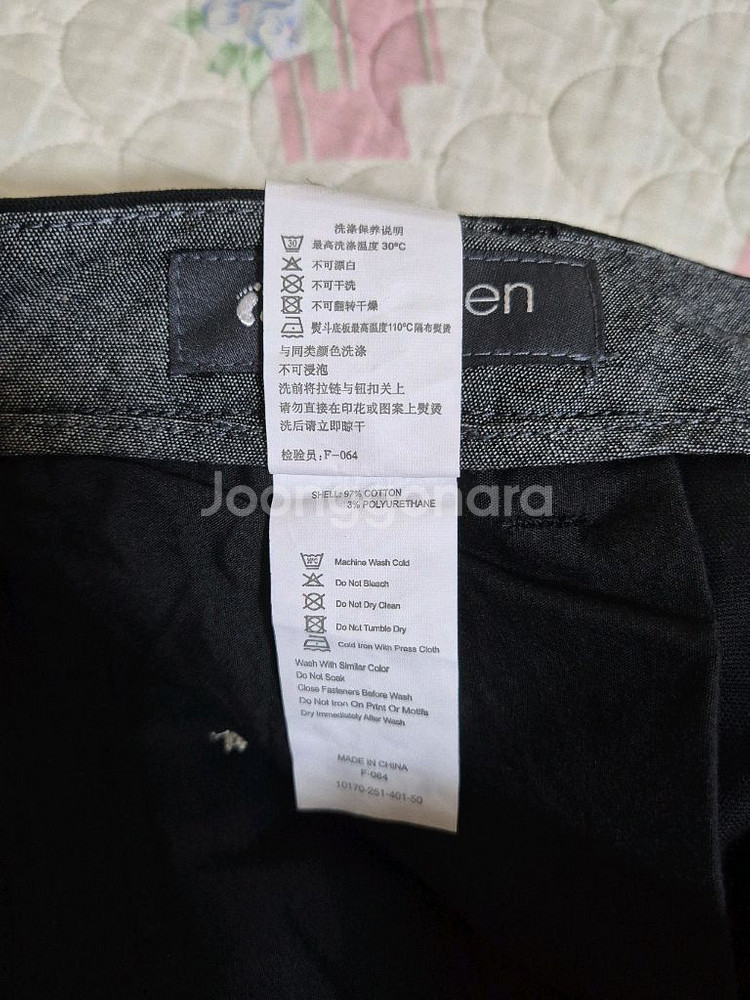 洗涤保养说明
30 最高洗涤温度 30℃
不可漂白
不可干洗
不可翻转干燥
熨斗底板最高温度110℃隔布熨烫
与同类颜色洗涤
不可浸泡
洗前将拉链与钮扣关上
请勿直接在印花或图案上熨烫
洗后请立即晾干
检验员:F-064
en
Joonggonara
SHELL: 97% COTTON
3% POLYURETHANE
30℃ Machine Wash Cold
Do Not Bleach
Do Not Dry Clean
Do Not Tumble Dry
Cold Iron With Press Cloth
Wash With Similar Color
Do Not Soak
Close Fasteners Before Wash
Do Not Iron On Print Or Motifs
Dry Immediately After Wash
MADE IN CHINA
F-064
10170-251-401-50